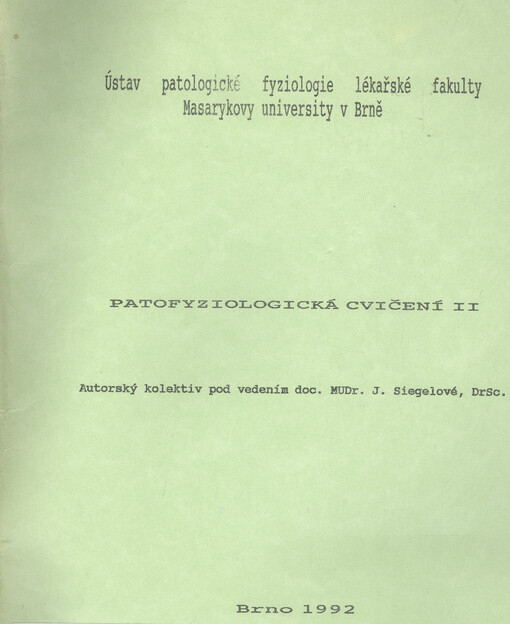 Ústav patologické fyziologie lékařské fakulty
Masarykovy university v Brně
PATOFYZIOLOGICKÁ CVIČENÍ II
Autorský kolektiv pod vedením doc. MUDr. J. Siegelové, DrSc.
Brno 1992